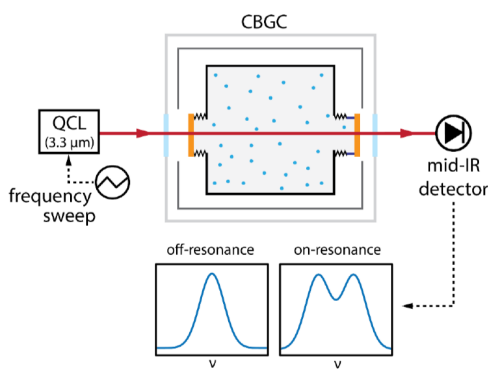 CBGC
QCL
(3.3 μm)
frequency
sweep
mid-IR
detector
off-resonance
on-resonance
ν
ν